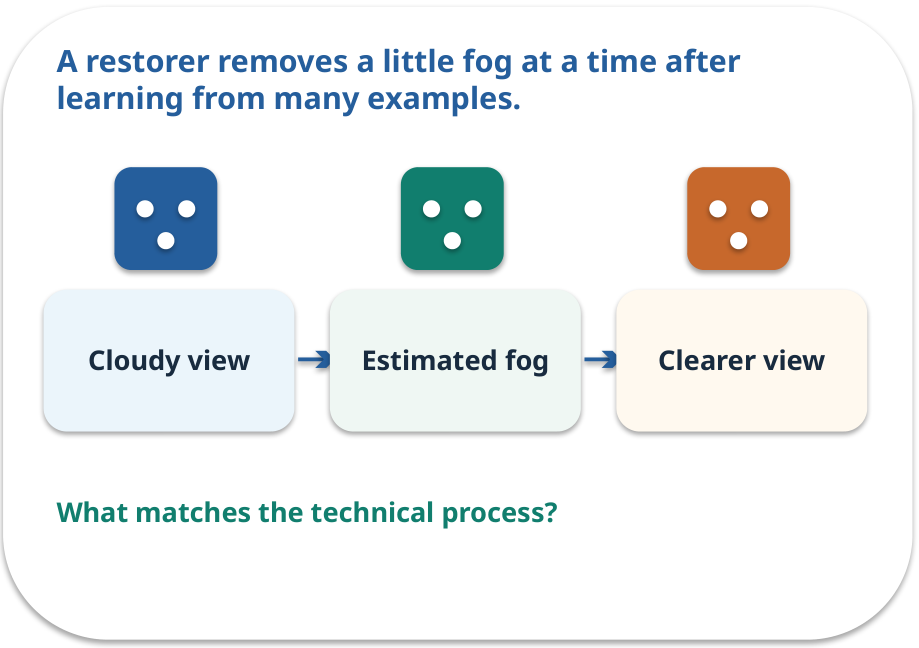 A restorer removes a little fog at a time after
learning from many examples.
Cloudy view
Estimated fog
Clearer view
What matches the technical process?